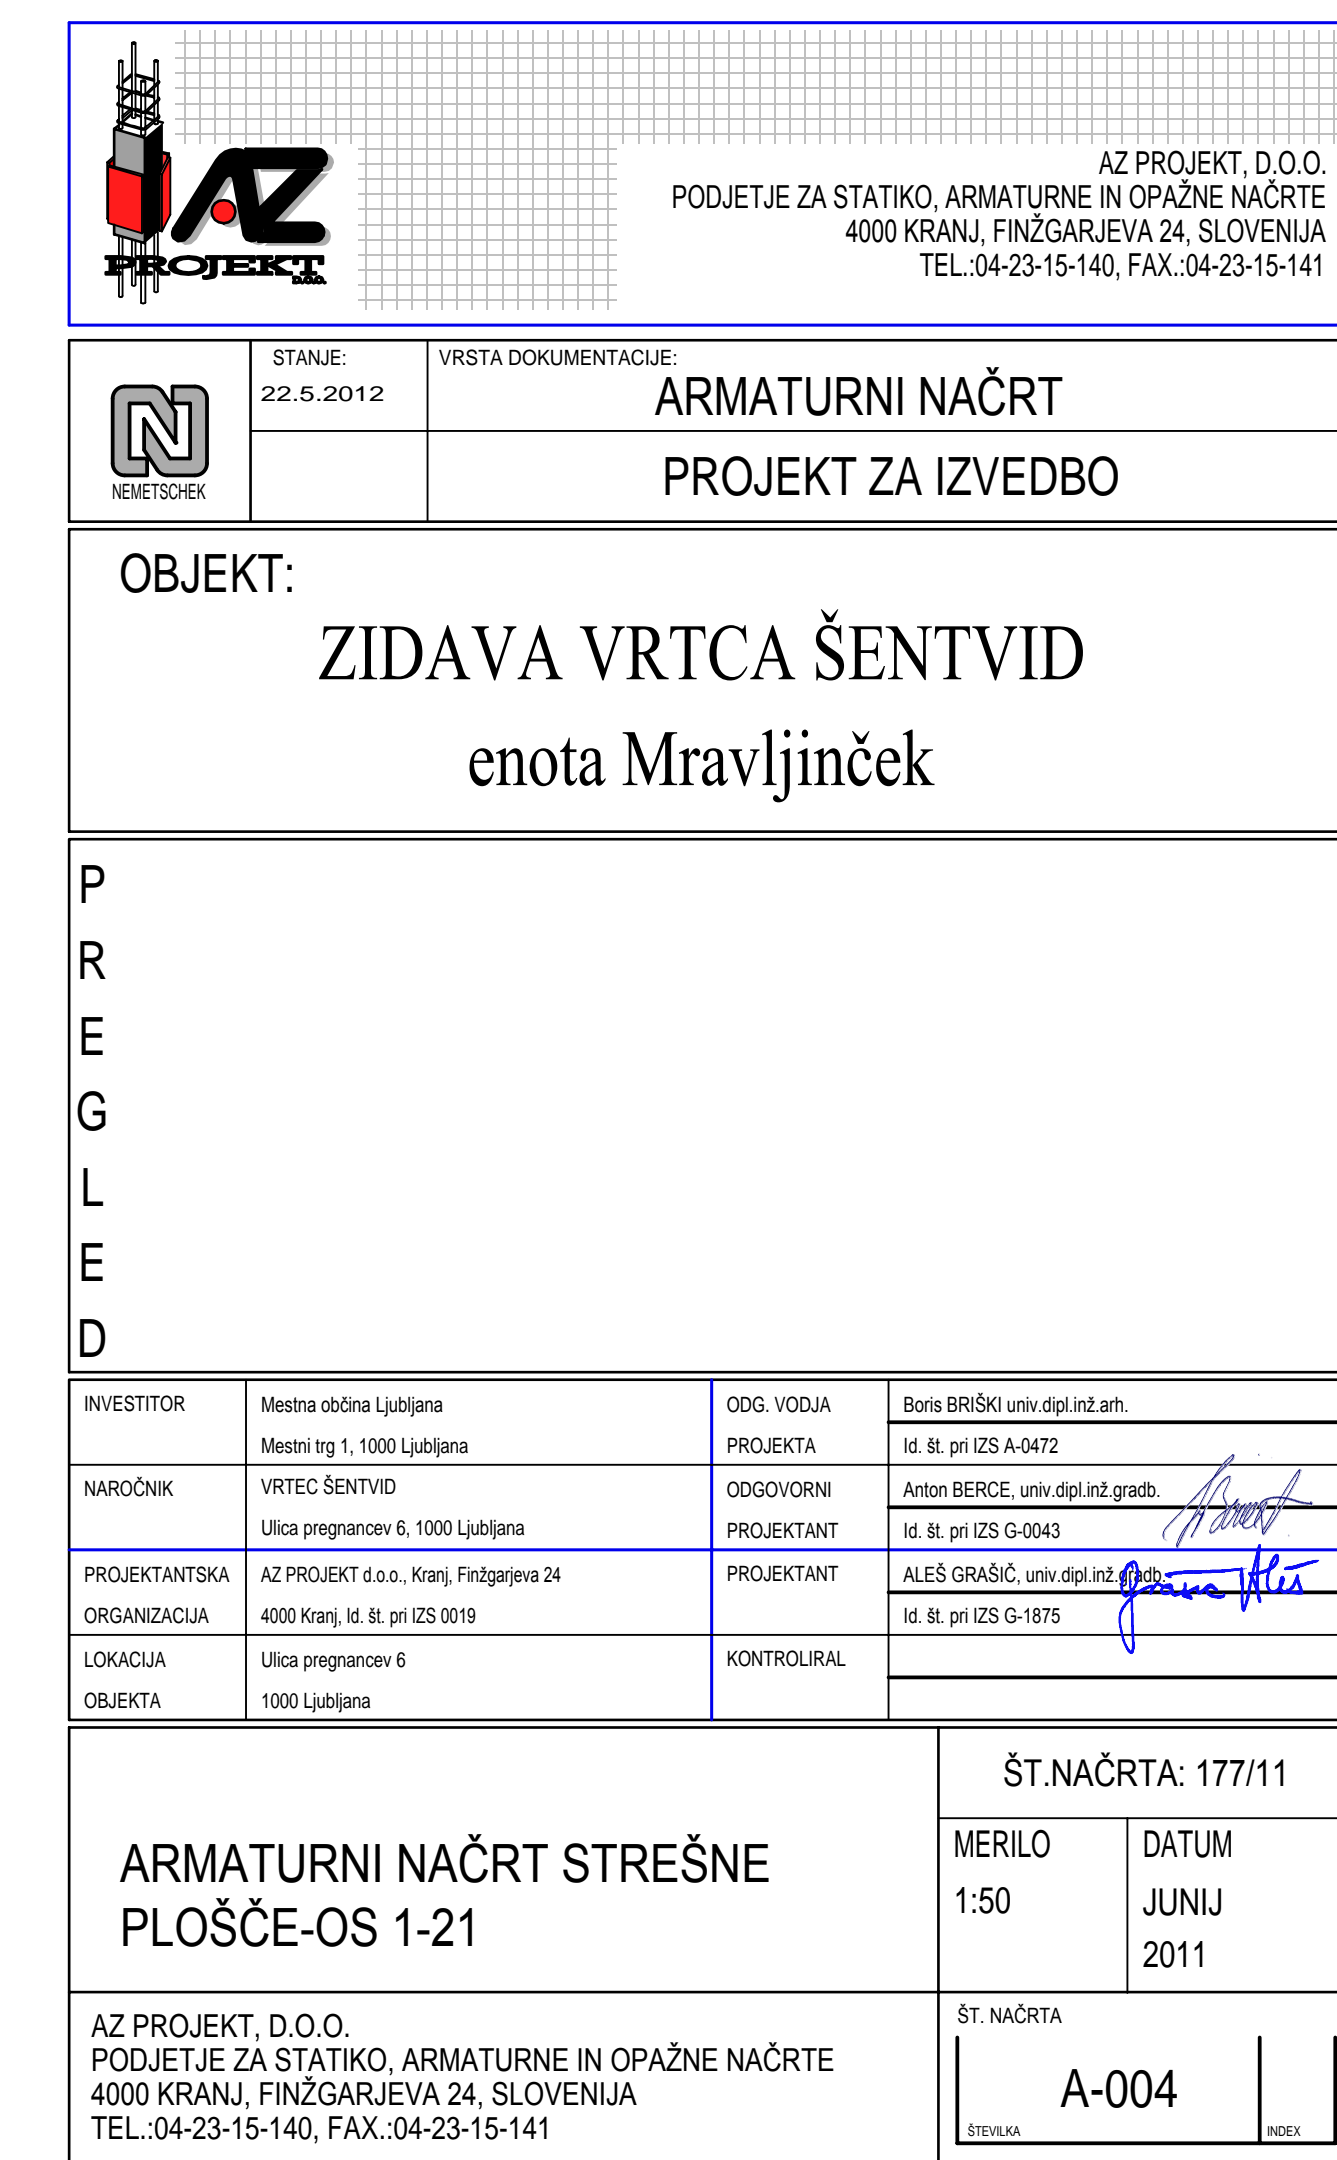 AZ
PROJEKT
D.O.O.
AZ PROJEKT, D.O.O.
PODJETJE ZA STATIKO, ARMATURNE IN OPAŽNE NAČRTE
4000 KRANJ, FINŽGARJEVA 24, SLOVENIJA
TEL.:04-23-15-140, FAX.:04-23-15-141
NEMETSCHEK
STANJE:
22.5.2012
VRSTA DOKUMENTACIJE:
ARMATURNI NAČRT
PROJEKT ZA IZVEDBO
OBJEKT:
ZIDAVA VRTCA ŠENTVID
enota Mravljinček
P
R
E
G
L
E
D
INVESTITOR
Mestna občina Ljubljana
Mestni trg 1, 1000 Ljubljana
ODG. VODJA
PROJEKTA
Boris BRIŠKI univ.dipl.inž.arh.
Id. št. pri IZS A-0472
NAROČNIK
VRTEC ŠENTVID
Ulica pregnancev 6, 1000 Ljubljana
ODGOVORNI
PROJEKTANT
Anton BERCE, univ.dipl.inž.gradb.
Id. št. pri IZS G-0043
PROJEKTANTSKA
ORGANIZACIJA
AZ PROJEKT d.o.o., Kranj, Finžgarjeva 24
4000 Kranj, Id. št. pri IZS 0019
PROJEKTANT
ALEŠ GRAŠIČ, univ.dipl.inž.gradb.
Id. št. pri IZS G-1875
LOKACIJA
OBJEKTA
Ulica pregnancev 6
1000 Ljubljana
KONTROLIRAL
ARMATURNI NAČRT STREŠNE
PLOŠČE-OS 1-21
ŠT.NAČRTA: 177/11
MERILO
1:50
DATUM
JUNIJ
2011
AZ PROJEKT, D.O.O.
PODJETJE ZA STATIKO, ARMATURNE IN OPAŽNE NAČRTE
4000 KRANJ, FINŽGARJEVA 24, SLOVENIJA
TEL.:04-23-15-140, FAX.:04-23-15-141
ŠT. NAČRTA
A-004
ŠTEVILKA
INDEX